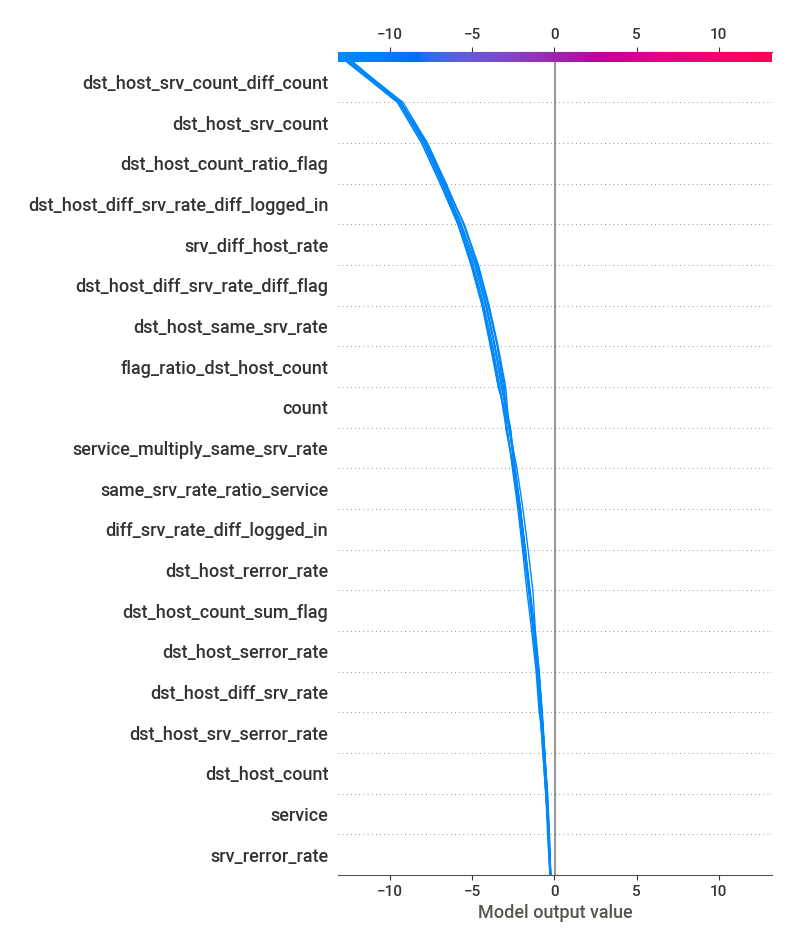 −10 −5 0 5 10
dst_host_srv_count_diff_count
dst_host_srv_count
dst_host_count_ratio_flag
dst_host_diff_srv_rate_diff_logged_in
srv_diff_host_rate
dst_host_diff_srv_rate_diff_flag
dst_host_same_srv_rate
flag_ratio_dst_host_count
count
service_multiply_same_srv_rate
same_srv_rate_ratio_service
diff_srv_rate_diff_logged_in
dst_host_rerror_rate
dst_host_count_sum_flag
dst_host_serror_rate
dst_host_diff_srv_rate
dst_host_srv_serror_rate
dst_host_count
service
srv_rerror_rate
−10 −5 0 5 10
Model output value